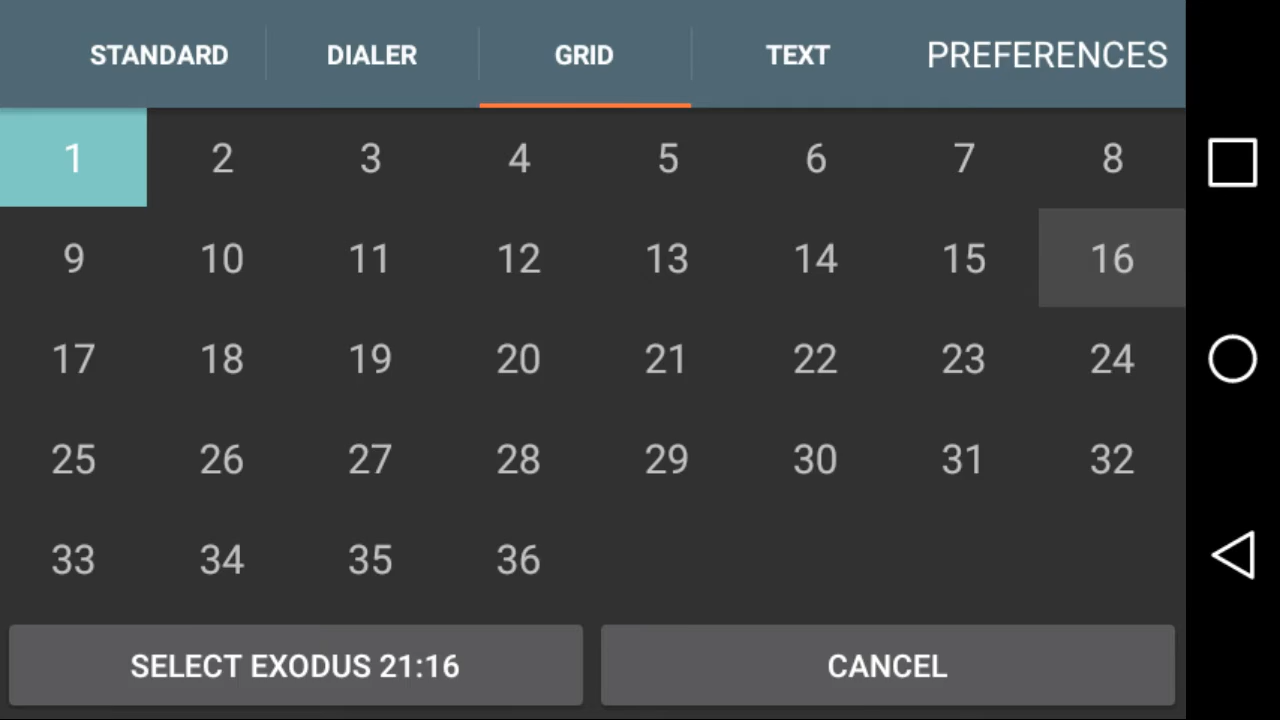 STANDARD DIALER GRID TEXT PREFERENCES
1 2 3 4 5 6 7 8
9 10 11 12 13 14 15 16
17 18 19 20 21 22 23 24
25 26 27 28 29 30 31 32
33 34 35 36
SELECT EXODUS 21:16 CANCEL